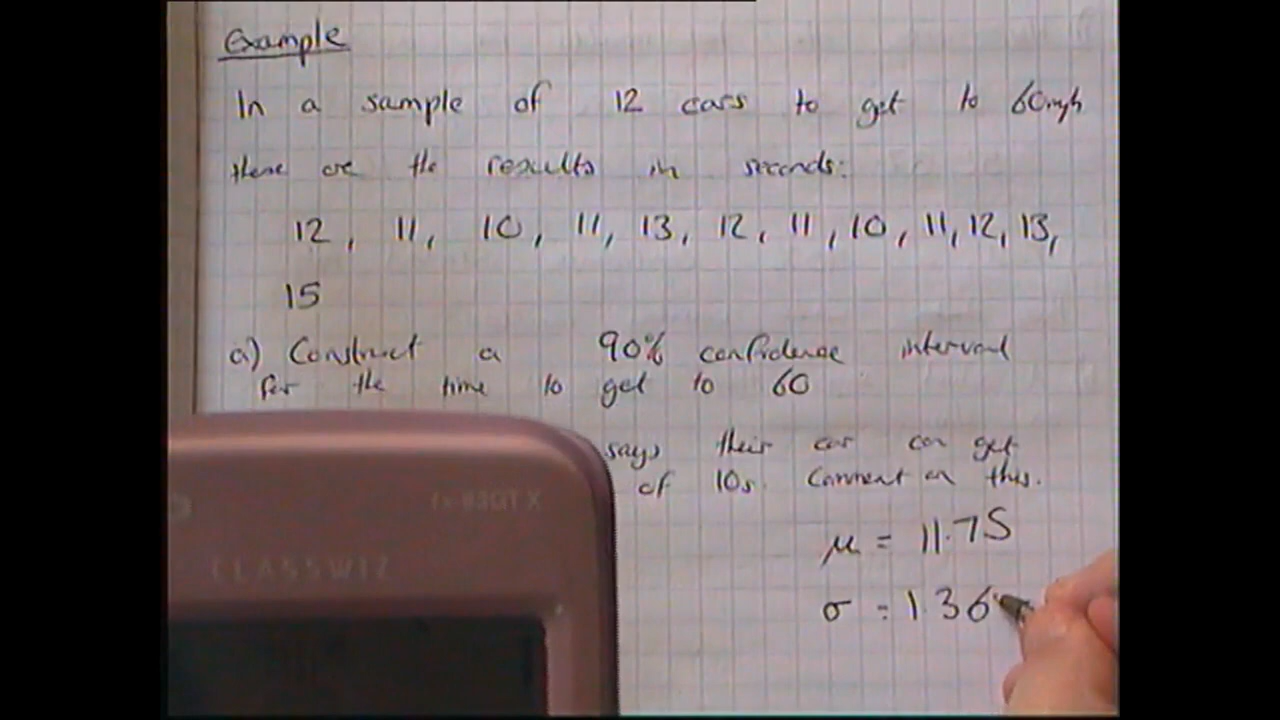 Example
In a sample of 12 cars to get to 60mph
these are the results in seconds:
12, 11, 10, 11, 13, 12, 11, 10, 11, 12, 13,
15
a) Construct a 90% confidence interval
for the time to get to 60
says their car can get
of 10s. Comment on this.
μ = 11.75
σ = 1.36
fx-83GT X
CLASSWIZ